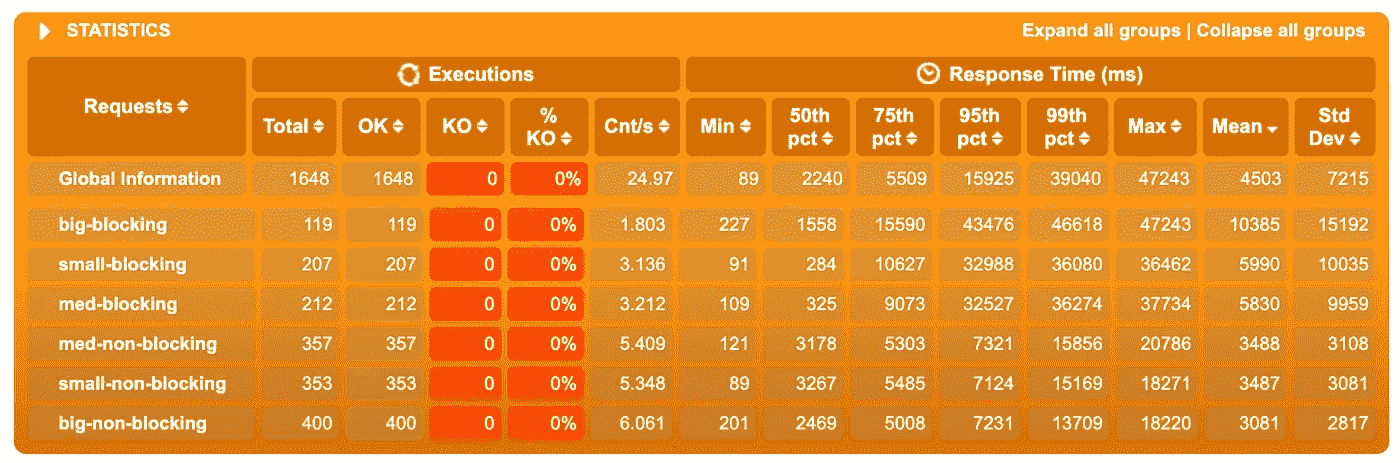 STATISTICS Expand all groups | Collapse all groups
Executions Response Time (ms)
Requests Total OK KO % KO Cnt/s Min 50th pct 75th pct 95th pct 99th pct Max Mean Std Dev
Global Information 1648 1648 0 0% 24.97 89 2240 5509 15925 39040 47243 4503 7215
big-blocking 119 119 0 0% 1.803 227 1558 15590 43476 46618 47243 10385 15192
small-blocking 207 207 0 0% 3.136 91 284 10627 32988 36080 36462 5990 10035
med-blocking 212 212 0 0% 3.212 109 325 9073 32527 36274 37734 5830 9959
med-non-blocking 357 357 0 0% 5.409 121 3178 5303 7321 15856 20786 3488 3108
small-non-blocking 353 353 0 0% 5.348 89 3267 5485 7124 15169 18271 3487 3081
big-non-blocking 400 400 0 0% 6.061 201 2469 5008 7231 13709 18220 3081 2817